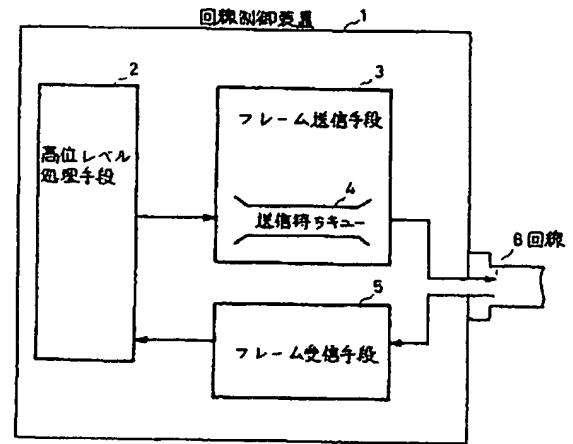 回線制御装置 1
2
3
高位レベル
処理手段
フレーム送信手段
4
送信待ちキュー
6 回線
5
フレーム受信手段